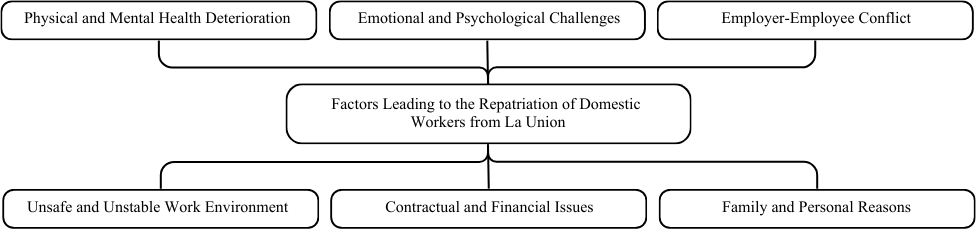 Physical and Mental Health Deterioration
Emotional and Psychological Challenges
Employer-Employee Conflict
Factors Leading to the Repatriation of Domestic
Workers from La Union
Unsafe and Unstable Work Environment
Contractual and Financial Issues
Family and Personal Reasons